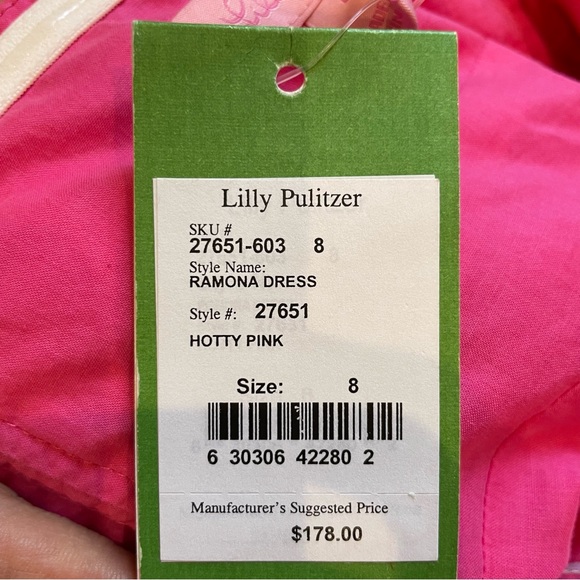 Lilly Pulitzer
SKU #
27651-603 8
Style Name:
RAMONA DRESS
Style #: 27651
HOTTY PINK
Size: 8
6 30306 42280 2
Manufacturer's Suggested Price
$178.00